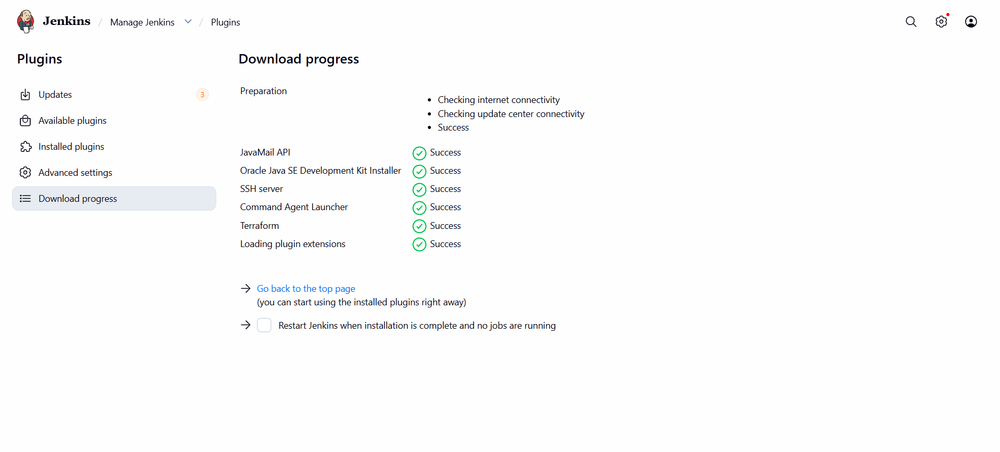 Jenkins / Manage Jenkins / Plugins
Plugins
Updates 3
Available plugins
Installed plugins
Advanced settings
Download progress
Download progress
Preparation
• Checking internet connectivity
• Checking update center connectivity
• Success
JavaMail API Success
Oracle Java SE Development Kit Installer Success
SSH server Success
Command Agent Launcher Success
Terraform Success
Loading plugin extensions Success
→ Go back to the top page
(you can start using the installed plugins right away)
→ Restart Jenkins when installation is complete and no jobs are running